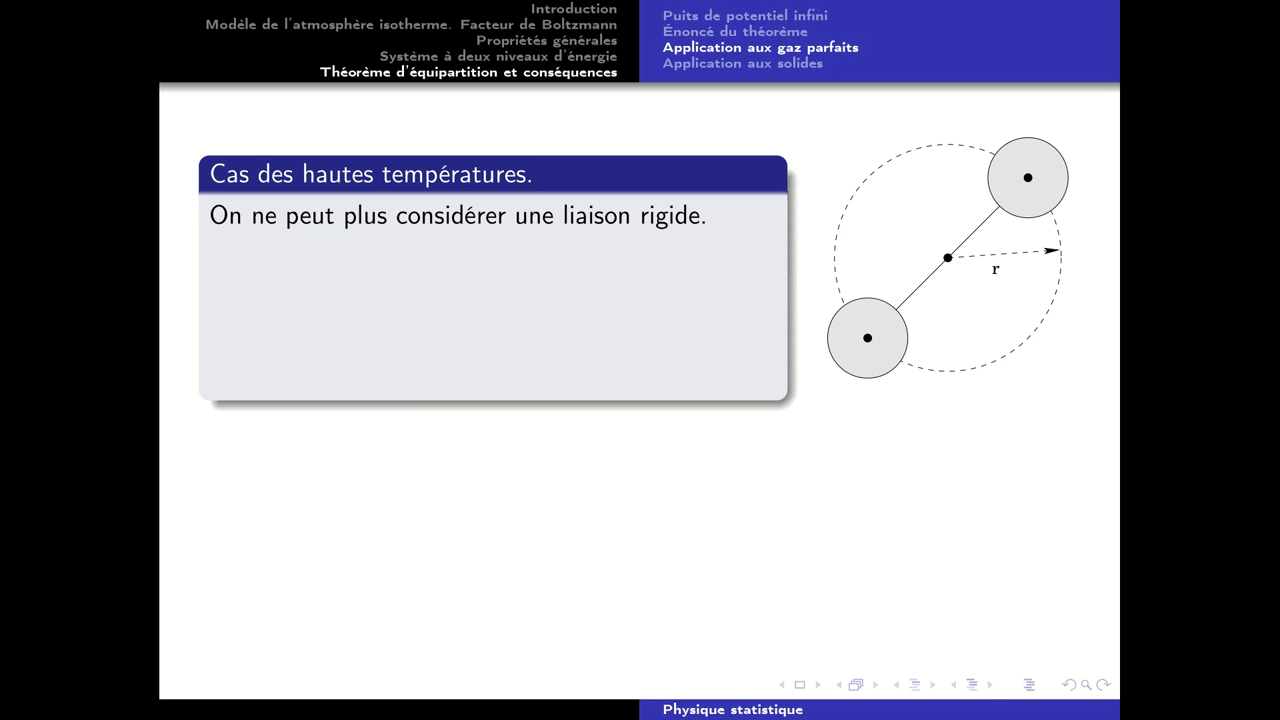 Introduction
Modèle de l'atmosphère isotherme. Facteur de Boltzmann
Propriétés générales
Système à deux niveaux d'énergie
Théorème d'équipartition et conséquences
Puits de potentiel infini
Énoncé du théorème
Application aux gaz parfaits
Application aux solides
Cas des hautes températures.
On ne peut plus considérer une liaison rigide.
r
Physique statistique